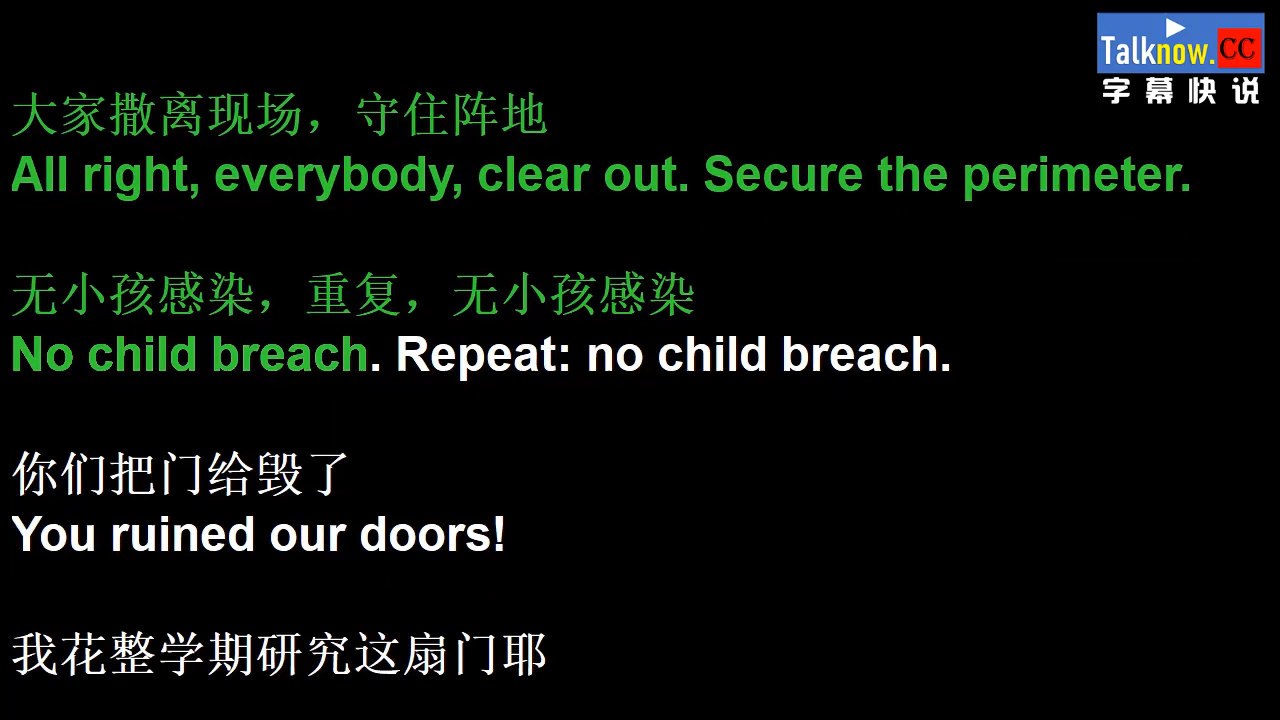 Talknow.CC
字幕快说
大家撒离现场，守住阵地
All right, everybody, clear out. Secure the perimeter.
无小孩感染，重复，无小孩感染
No child breach. Repeat: no child breach.
你们把门给毁了
You ruined our doors!
我花整学期研究这扇门耶